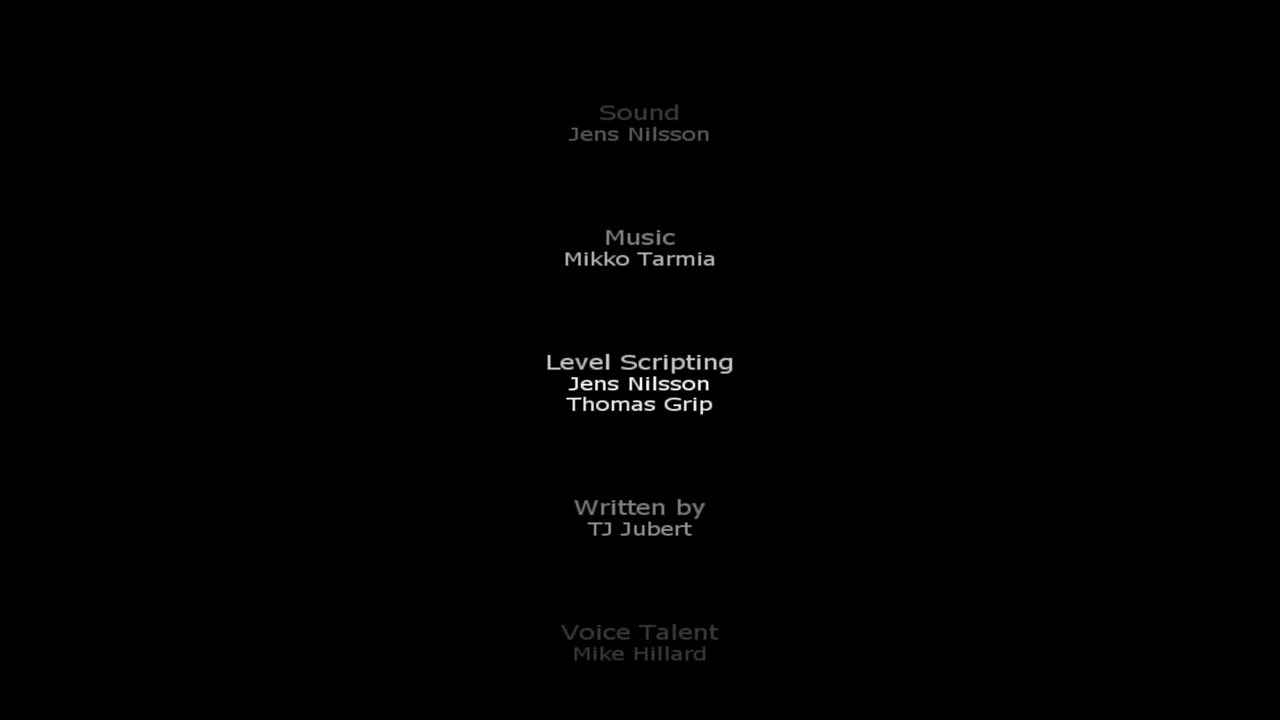 Sound
Jens Nilsson
Music
Mikko Tarmia
Level Scripting
Jens Nilsson
Thomas Grip
Written by
TJ Jubert
Voice Talent
Mike Hillard